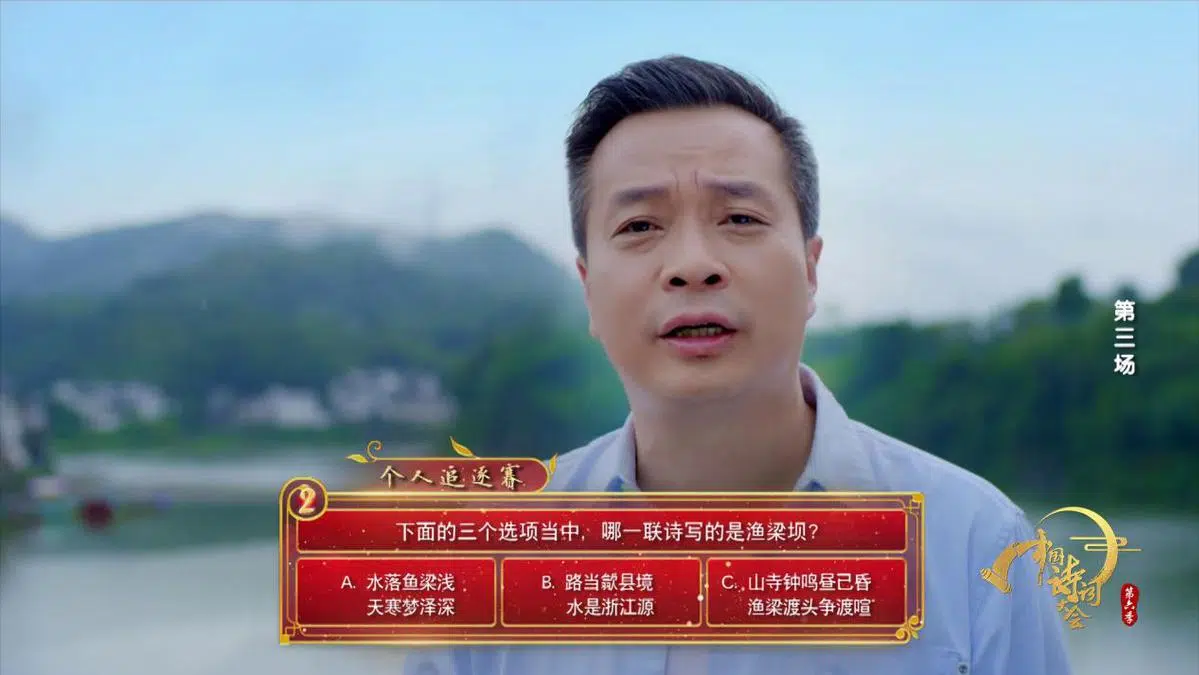 第三场
个人追逐赛
2
下面的三个选项当中，哪一联诗写的是渔梁坝？
A. 水落鱼梁浅
天寒梦泽深
B. 路当歙县境
水是浙江源
C. 山寺钟鸣昼已昏
渔梁渡头争渡喧
中国诗词大会
第六季